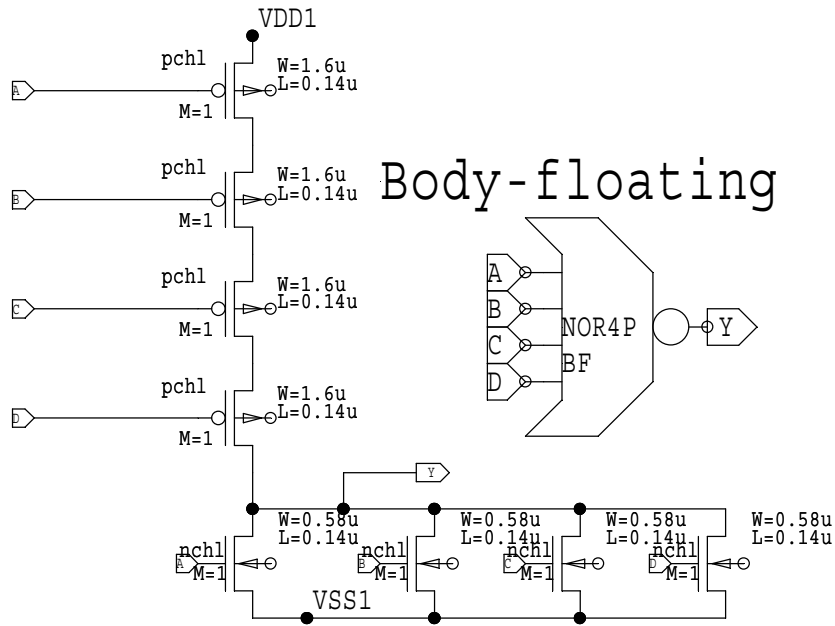 VDD1
pchl
W=1.6u
L=0.14u
A
M=1
pchl
W=1.6u
L=0.14u
B
M=1
Body-floating
pchl
W=1.6u
L=0.14u
C
M=1
A
B
C
D
NOR4P
BF
Y
pchl
W=1.6u
L=0.14u
D
M=1
Y
W=0.58u
L=0.14u
nchl
A
M=1
W=0.58u
L=0.14u
nchl
B
M=1
W=0.58u
L=0.14u
nchl
C
M=1
W=0.58u
L=0.14u
nchl
D
M=1
VSS1